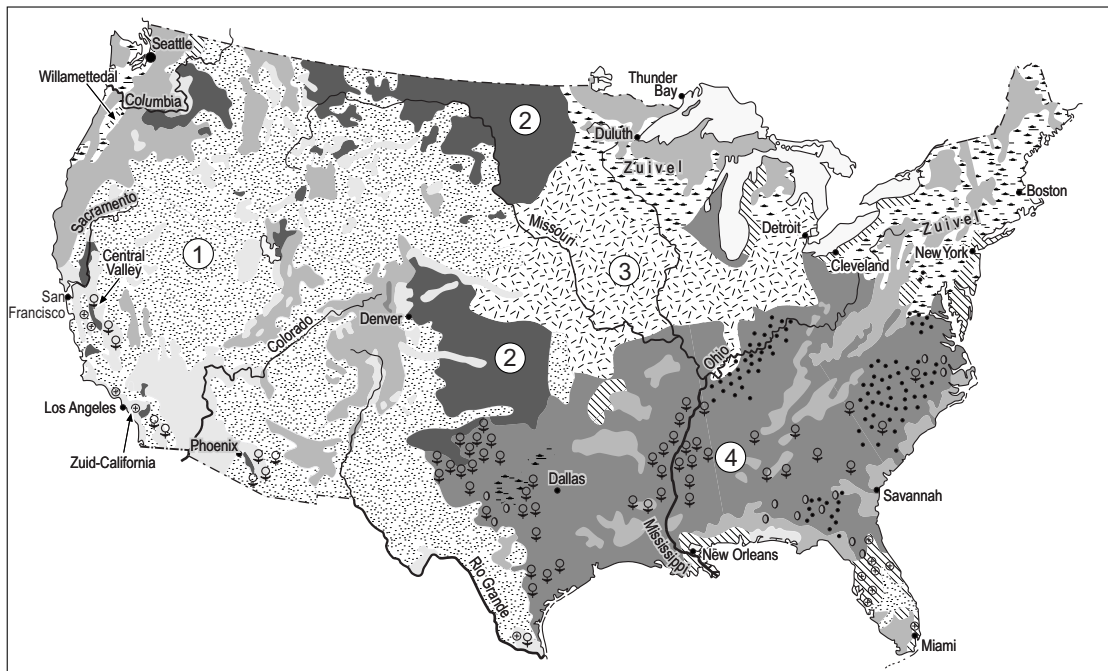 Seattle
Willamettedal
Columbia
Thunder
Bay
Duluth
Zuivel
2
Missouri
Sacramento
1
Central
Valley
San
Francisco
3
Detroit
Cleveland
Zuivel
Boston
New York
Denver
Colorado
2
Ohio
Los Angeles
Zuid-California
Phoenix
4
Dallas
Savannah
Mississippi
New Orleans
Rio Grande
Miami